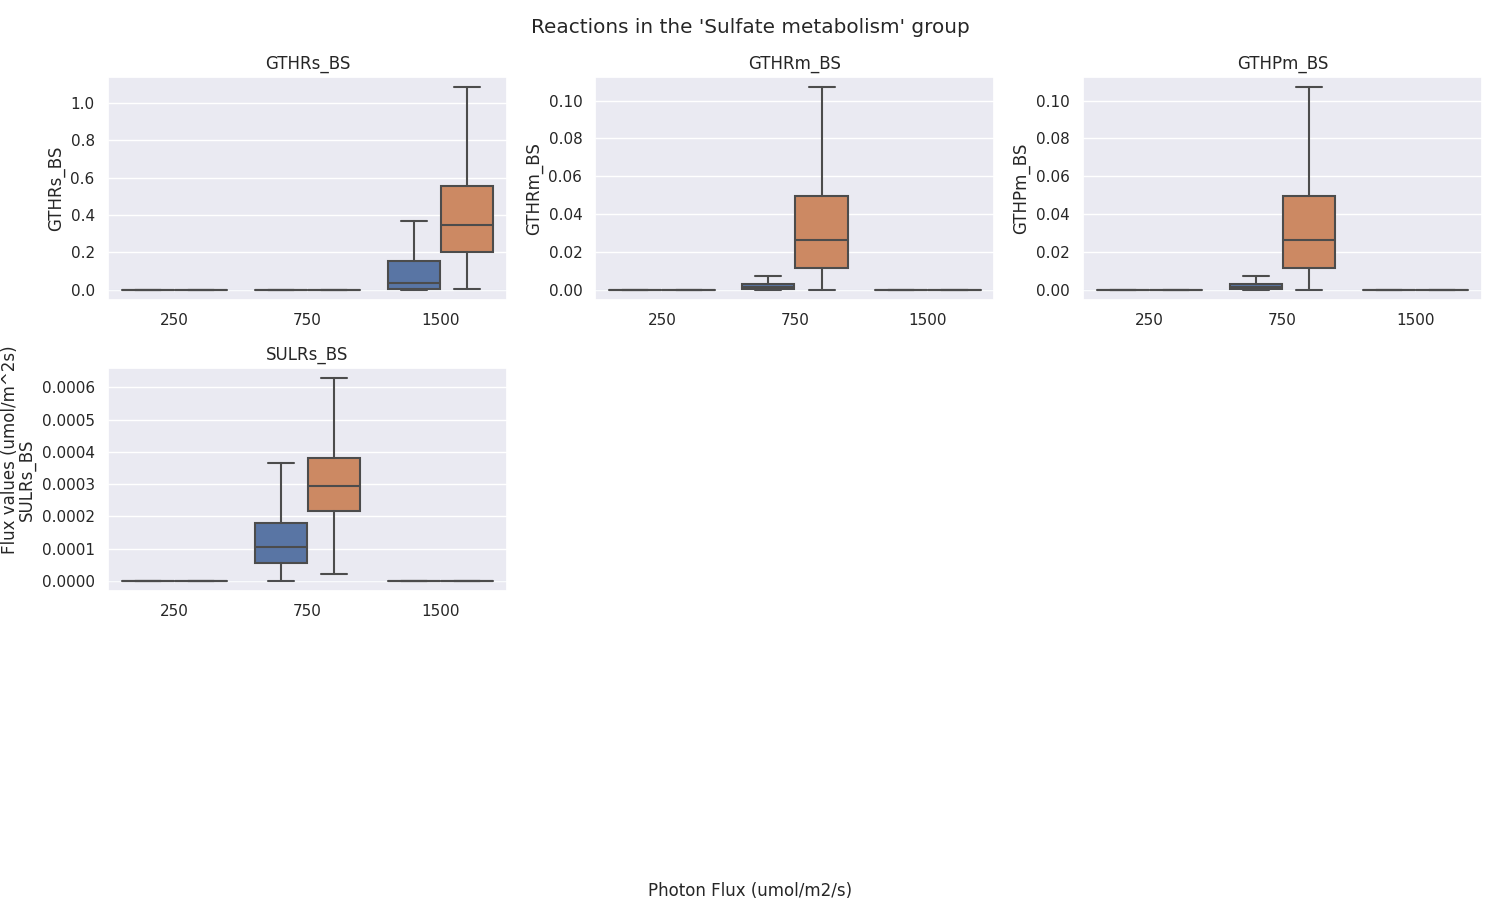 Reactions in the 'Sulfate metabolism' group
GTHRs_BS
GTHRs_BS
1.0
0.8
0.6
0.4
0.2
0.0
250 750 1500
GTHRm_BS
GTHRm_BS
0.10
0.08
0.06
0.04
0.02
0.00
250 750 1500
GTHPm_BS
GTHPm_BS
0.10
0.08
0.06
0.04
0.02
0.00
250 750 1500
SULRs_BS
Flux values (umol/m^2s)
SULRs_BS
0.0006
0.0005
0.0004
0.0003
0.0002
0.0001
0.0000
250 750 1500
Photon Flux (umol/m2/s)